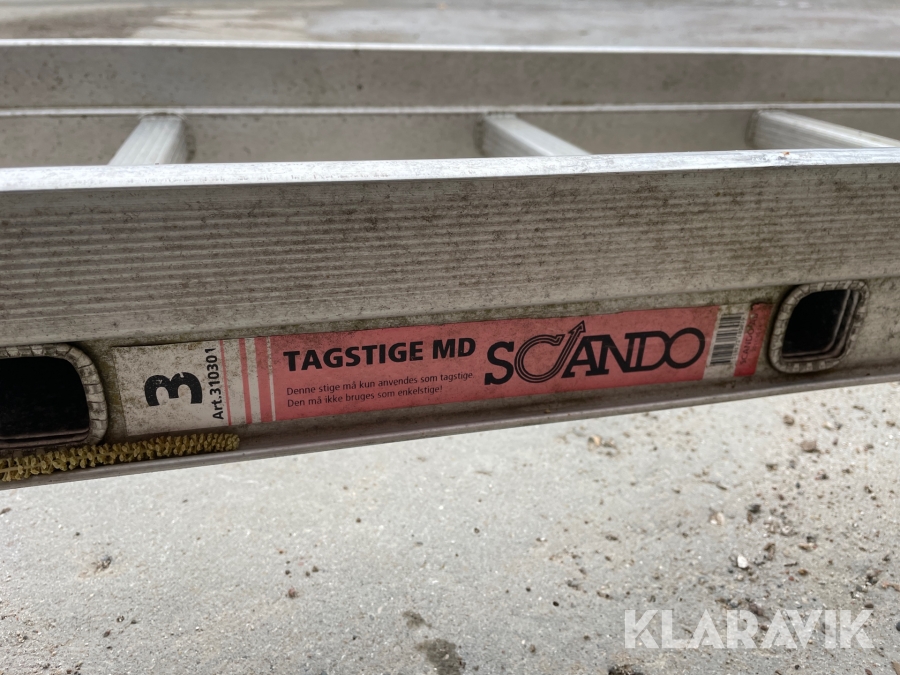 3
Art.310301
TAGSTIGE MD
Denne stige må kun anvendes som tagstige.
Den må ikke bruges som enkelstige!
SCANDO
KLARAVIK